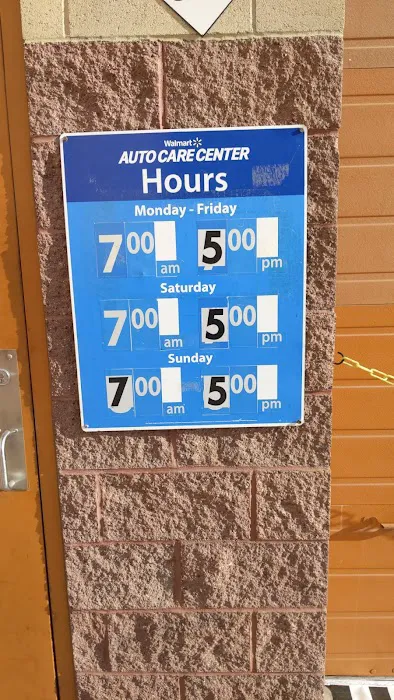 Walmart
AUTO CARE CENTER
Hours
Monday - Friday
7 00 am 5 00 pm
Saturday
7 00 am 5 00 pm
Sunday
7 00 am 5 00 pm